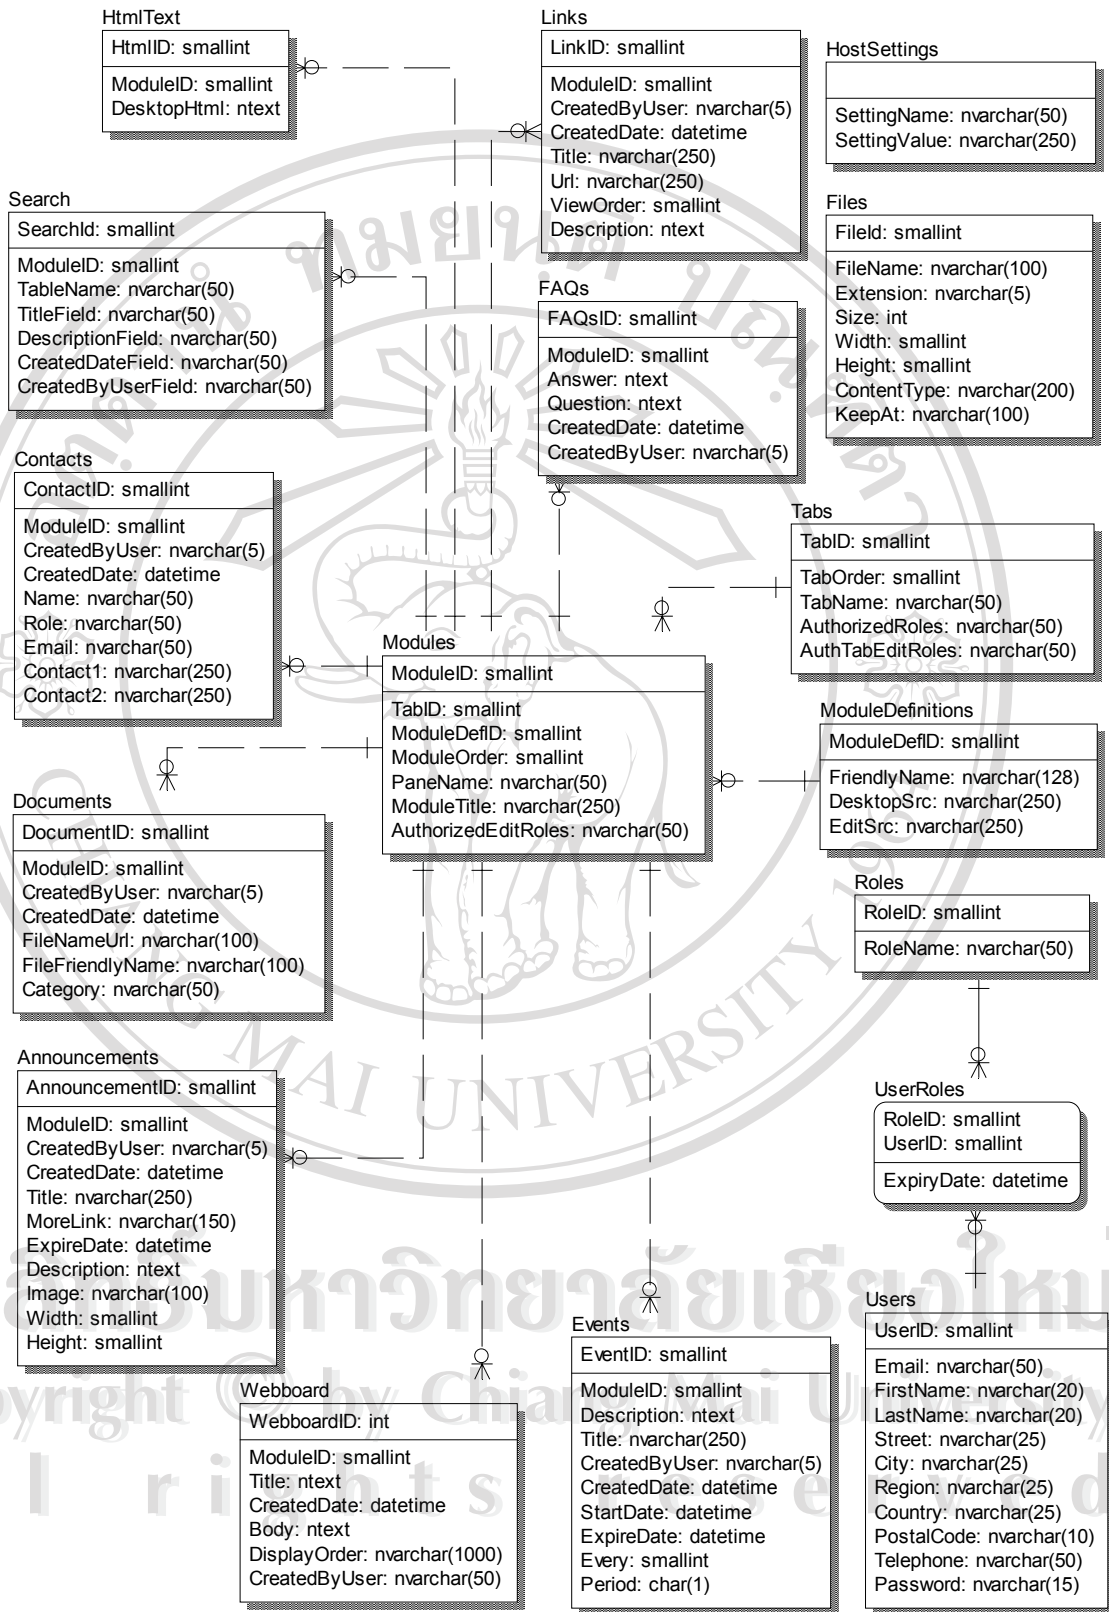 HtmlText
HtmlID: smallint
ModuleID: smallint
DesktopHtml: ntext
Links
LinkID: smallint
ModuleID: smallint
CreatedByUser: nvarchar(5)
CreatedDate: datetime
Title: nvarchar(250)
Url: nvarchar(250)
ViewOrder: smallint
Description: ntext
HostSettings
SettingName: nvarchar(50)
SettingValue: nvarchar(250)
Search
SearchId: smallint
ModuleID: smallint
TableName: nvarchar(50)
TitleField: nvarchar(50)
DescriptionField: nvarchar(50)
CreatedDateField: nvarchar(50)
CreatedByUserField: nvarchar(50)
FAQs
FAQsID: smallint
ModuleID: smallint
Answer: ntext
Question: ntext
CreatedDate: datetime
CreatedByUser: nvarchar(5)
Files
FileId: smallint
FileName: nvarchar(100)
Extension: nvarchar(5)
Size: int
Width: smallint
Height: smallint
ContentType: nvarchar(200)
KeepAt: nvarchar(100)
Contacts
ContactID: smallint
ModuleID: smallint
CreatedByUser: nvarchar(5)
CreatedDate: datetime
Name: nvarchar(50)
Role: nvarchar(50)
Email: nvarchar(50)
Contact1: nvarchar(250)
Contact2: nvarchar(250)
Tabs
TabID: smallint
TabOrder: smallint
TabName: nvarchar(50)
AuthorizedRoles: nvarchar(50)
AuthTabEditRoles: nvarchar(50)
Modules
ModuleID: smallint
TabID: smallint
ModuleDefID: smallint
ModuleOrder: smallint
PaneName: nvarchar(50)
ModuleTitle: nvarchar(250)
AuthorizedEditRoles: nvarchar(50)
ModuleDefinitions
ModuleDefID: smallint
FriendlyName: nvarchar(128)
DesktopSrc: nvarchar(250)
EditSrc: nvarchar(250)
Documents
DocumentID: smallint
ModuleID: smallint
CreatedByUser: nvarchar(5)
CreatedDate: datetime
FileNameUrl: nvarchar(100)
FileFriendlyName: nvarchar(100)
Category: nvarchar(50)
Roles
RoleID: smallint
RoleName: nvarchar(50)
Announcements
AnnouncementID: smallint
ModuleID: smallint
CreatedByUser: nvarchar(5)
CreatedDate: datetime
Title: nvarchar(250)
MoreLink: nvarchar(150)
ExpireDate: datetime
Description: ntext
Image: nvarchar(100)
Width: smallint
Height: smallint
UserRoles
RoleID: smallint
UserID: smallint
ExpiryDate: datetime
Webboard
WebboardID: int
ModuleID: smallint
Title: ntext
CreatedDate: datetime
Body: ntext
DisplayOrder: nvarchar(1000)
CreatedByUser: nvarchar(50)
Events
EventID: smallint
ModuleID: smallint
Description: ntext
Title: nvarchar(250)
CreatedByUser: nvarchar(5)
CreatedDate: datetime
StartDate: datetime
ExpireDate: datetime
Every: smallint
Period: char(1)
Users
UserID: smallint
Email: nvarchar(50)
FirstName: nvarchar(20)
LastName: nvarchar(20)
Street: nvarchar(25)
City: nvarchar(25)
Region: nvarchar(25)
Country: nvarchar(25)
PostalCode: nvarchar(10)
Telephone: nvarchar(50)
Password: nvarchar(15)
CHIANG MAI UNIVERSITY 1964
by Chiang Mai University
rights reserved